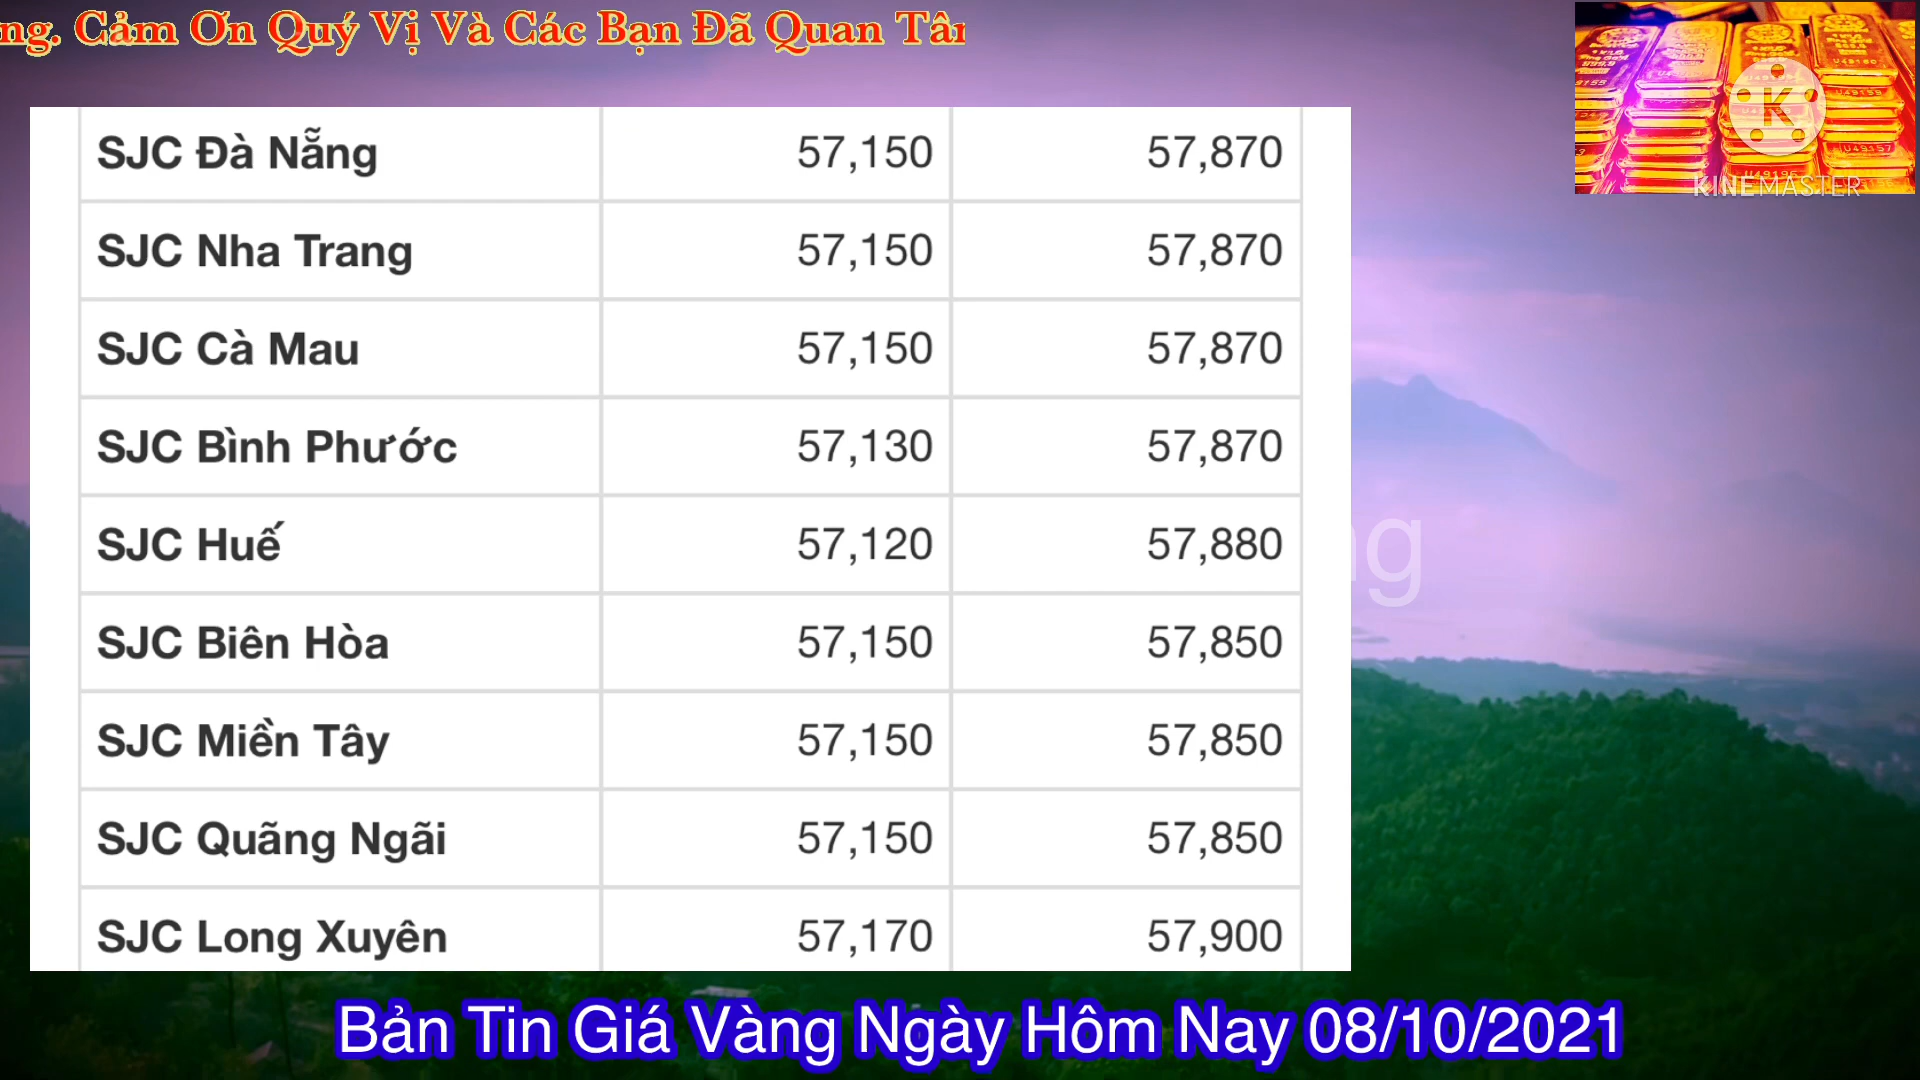 ng. Cảm Ơn Quý Vị Và Các Bạn Đã Quan
SJC Đà Nẵng 57,150 57,870
SJC Nha Trang 57,150 57,870
SJC Cà Mau 57,150 57,870
SJC Bình Phước 57,130 57,870
SJC Huế 57,120 57,880
SJC Biên Hòa 57,150 57,850
SJC Miền Tây 57,150 57,850
SJC Quãng Ngãi 57,150 57,850
SJC Long Xuyên 57,170 57,900
K
KINEMASTER
g
Bản Tin Giá Vàng Ngày Hôm Nay 08/10/2021